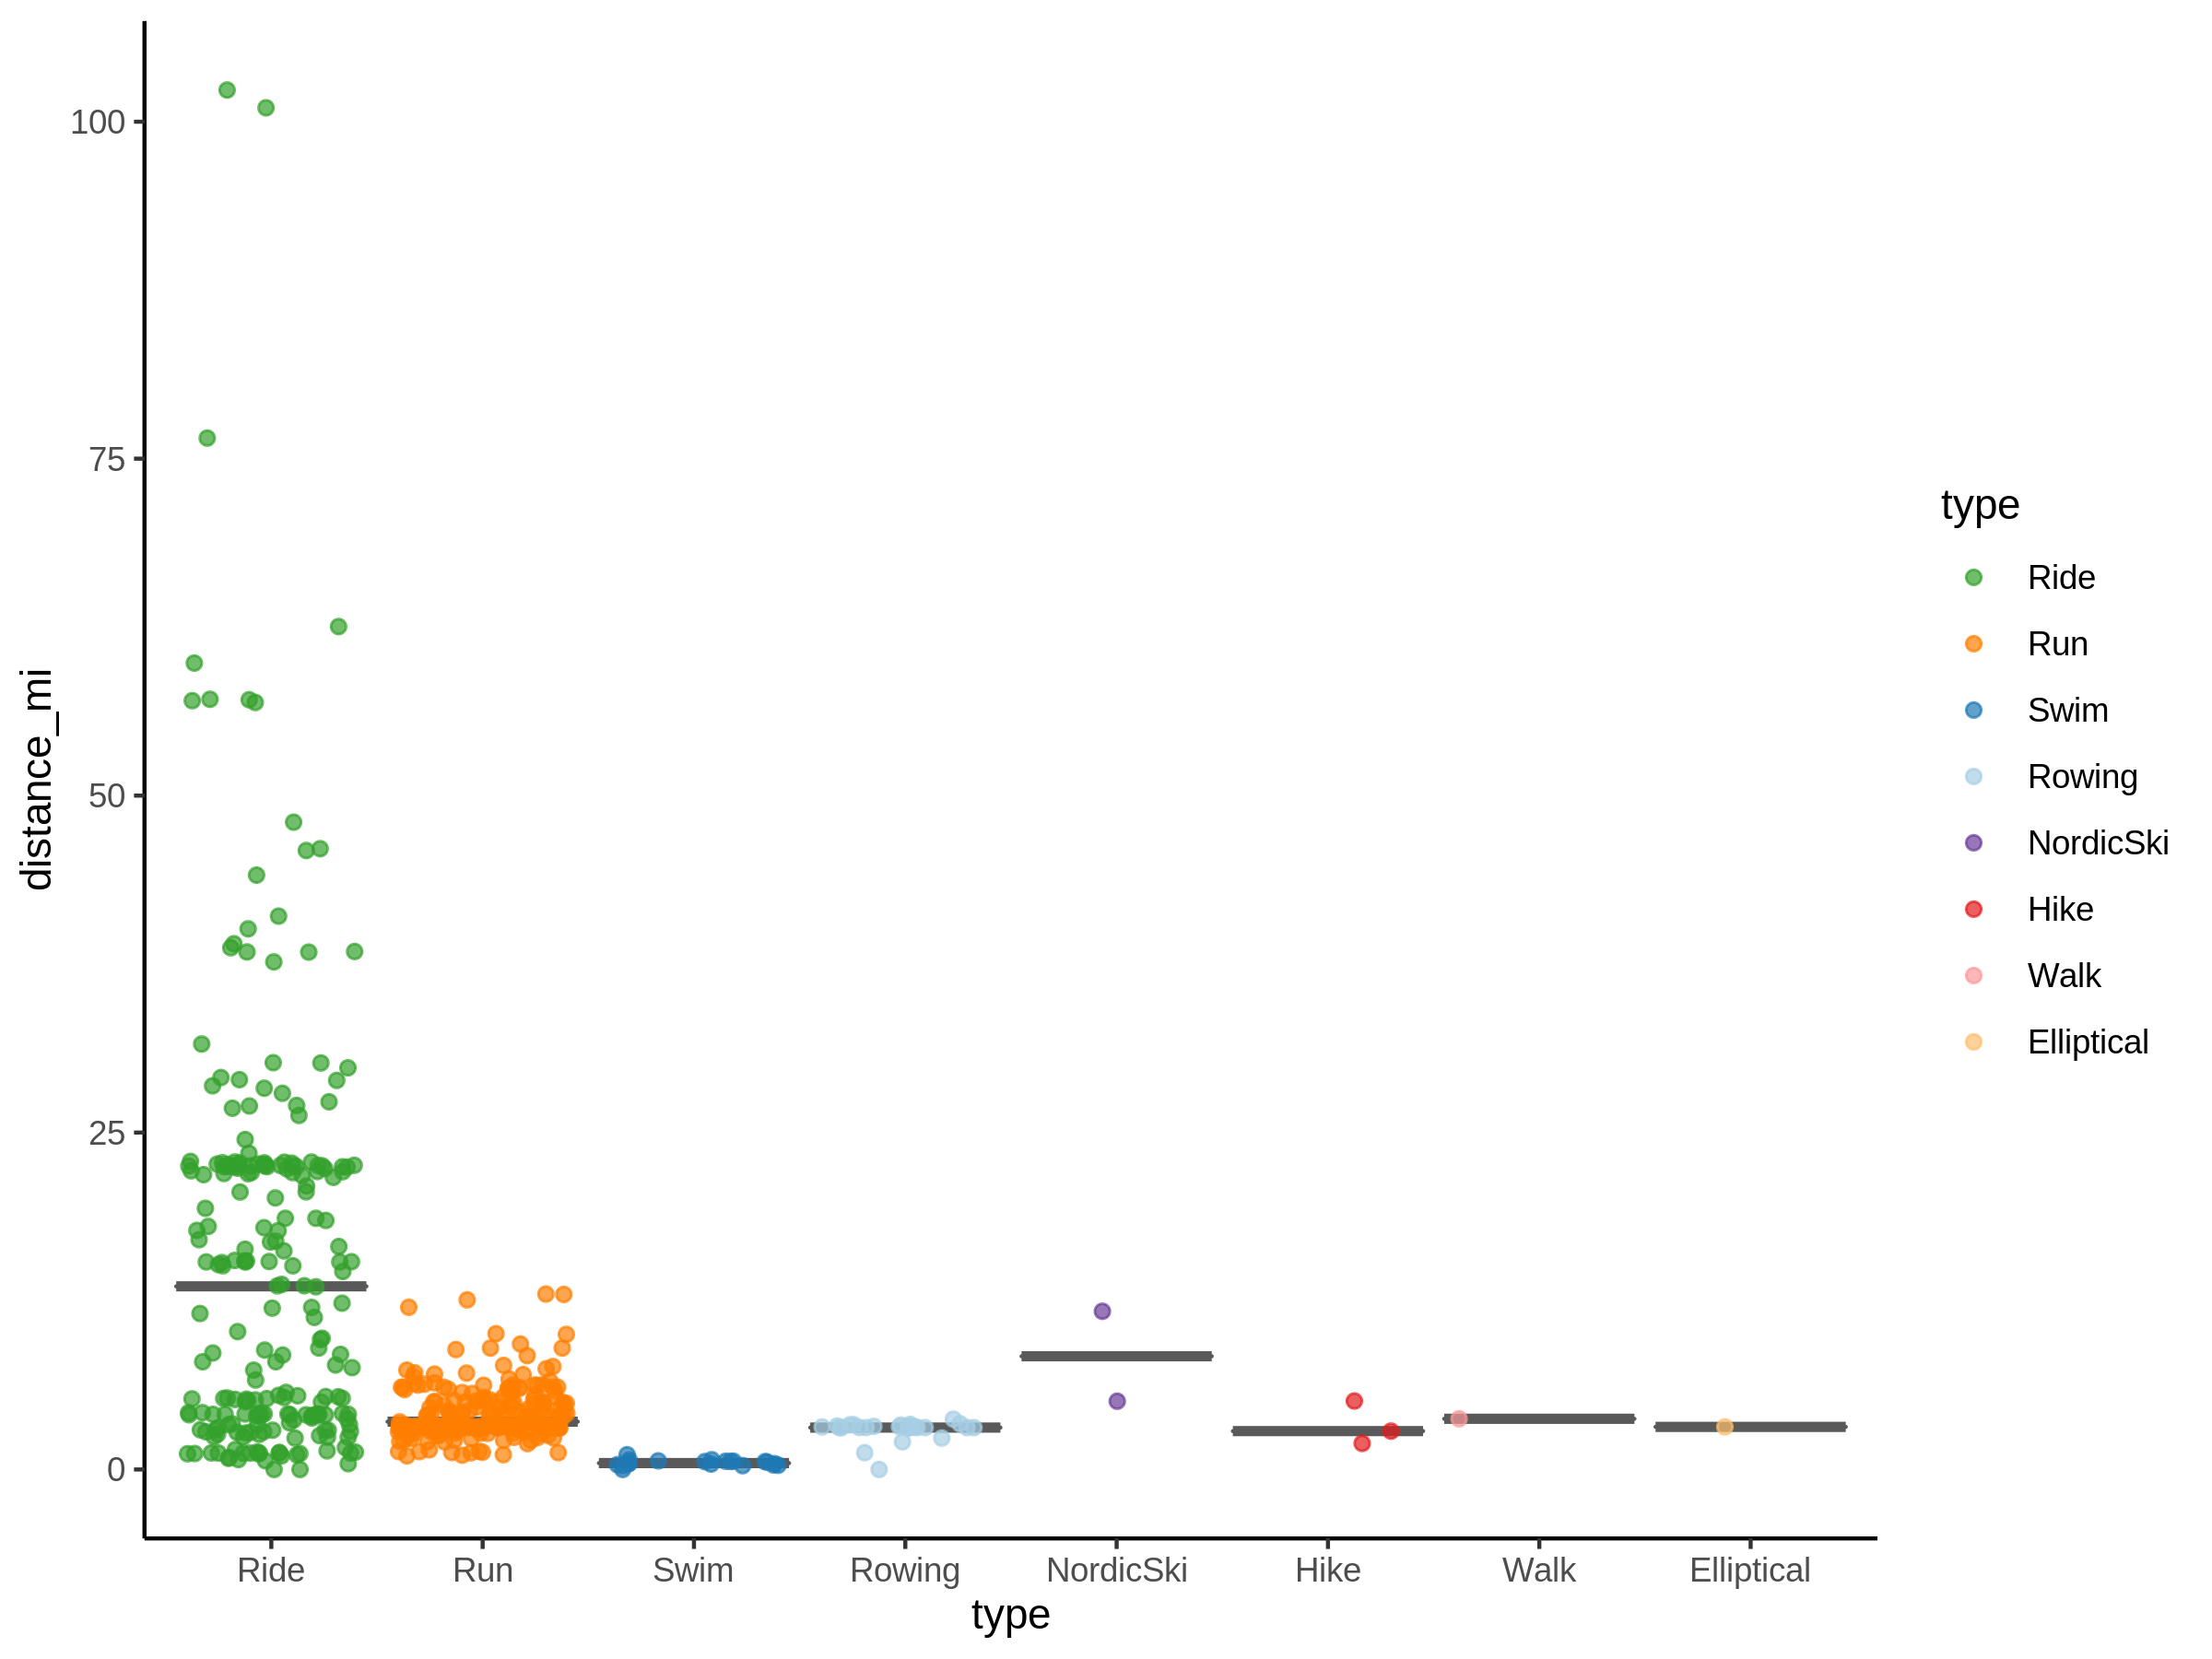 100
75
50
25
0
distance_mi
Ride
Run
Swim
Rowing
NordicSki
Hike
Walk
Elliptical
type
type
Ride
Run
Swim
Rowing
NordicSki
Hike
Walk
Elliptical